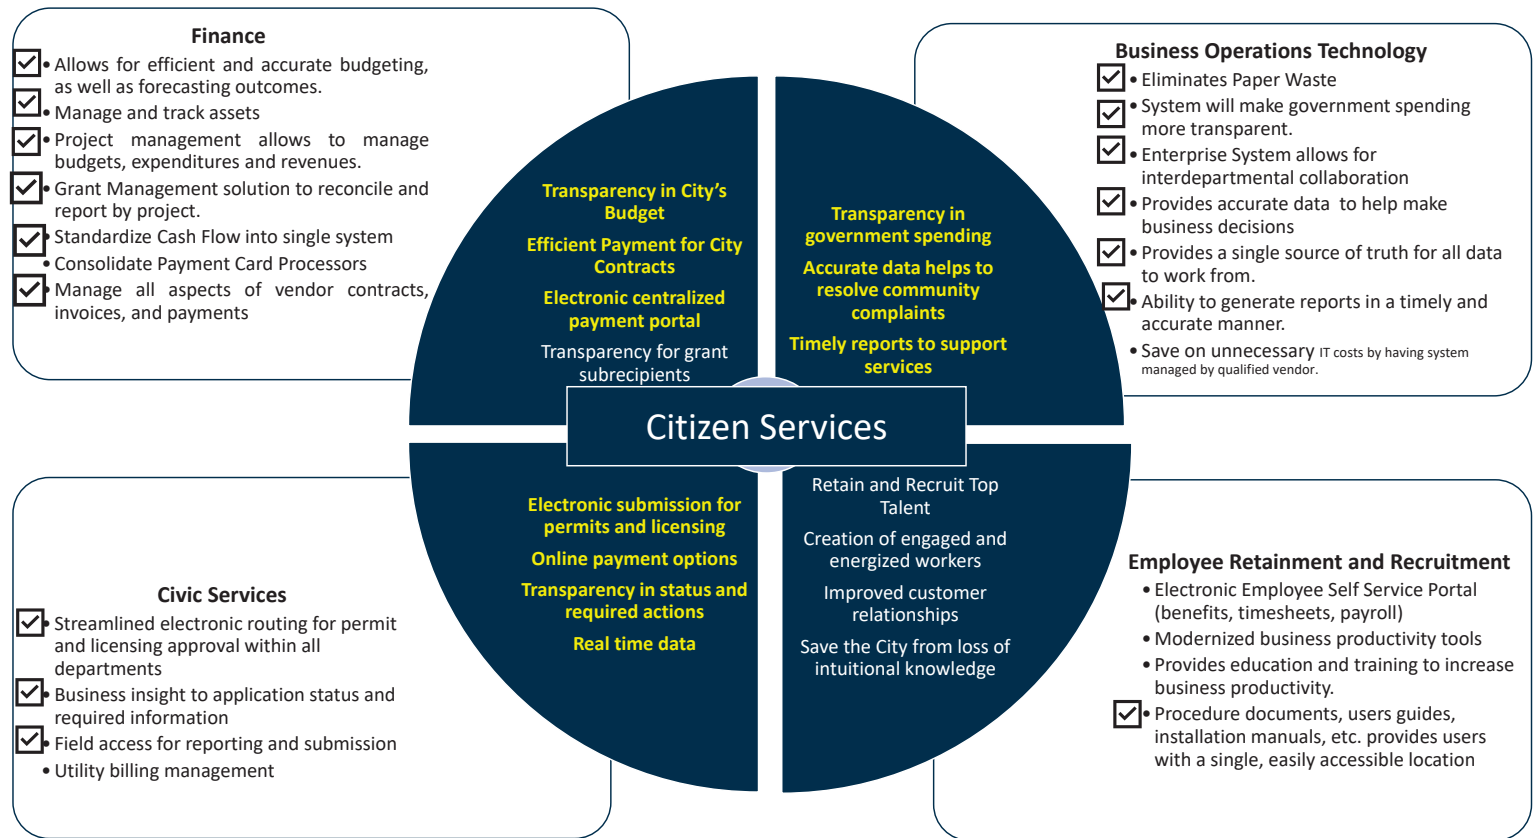 Finance
• Allows for efficient and accurate budgeting,
as well as forecasting outcomes.
• Manage and track assets
• Project management allows to manage
budgets, expenditures and revenues.
• Grant Management solution to reconcile and
report by project.
• Standardize Cash Flow into single system
• Consolidate Payment Card Processors
• Manage all aspects of vendor contracts,
invoices, and payments
Business Operations Technology
• Eliminates Paper Waste
• System will make government spending
more transparent.
• Enterprise System allows for
interdepartmental collaboration
• Provides accurate data to help make
business decisions
• Provides a single source of truth for all data
to work from.
• Ability to generate reports in a timely and
accurate manner.
• Save on unnecessary IT costs by having system
managed by qualified vendor.
Transparency in City's
Budget
Efficient Payment for City
Contracts
Electronic centralized
payment portal
Transparency for grant
subrecipients
Transparency in
government spending
Accurate data helps to
resolve community
complaints
Timely reports to support
services
Citizen Services
Electronic submission for
permits and licensing
Online payment options
Transparency in status and
required actions
Real time data
Retain and Recruit Top
Talent
Creation of engaged and
energized workers
Improved customer
relationships
Save the City from loss of
intuitional knowledge
Civic Services
• Streamlined electronic routing for permit
and licensing approval within all
departments
• Business insight to application status and
required information
• Field access for reporting and submission
• Utility billing management
Employee Retainment and Recruitment
• Electronic Employee Self Service Portal
(benefits, timesheets, payroll)
• Modernized business productivity tools
• Provides education and training to increase
business productivity.
• Procedure documents, users guides,
installation manuals, etc. provides users
with a single, easily accessible location